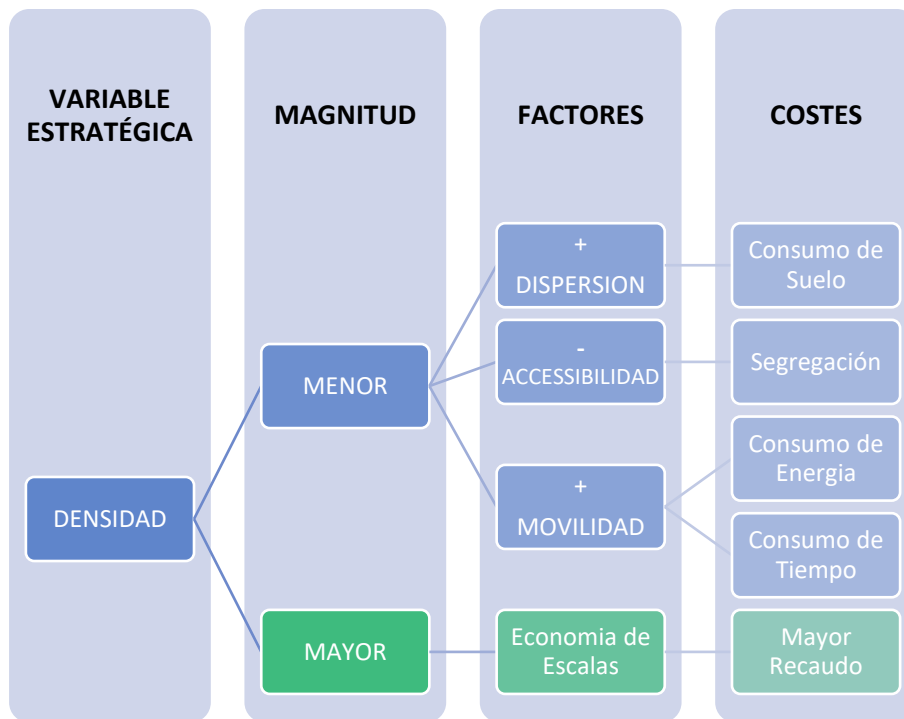 VARIABLE
ESTRATÉGICA
MAGNITUD
FACTORES
COSTES
DENSIDAD
MENOR
+
DISPERSION
Consumo de
Suelo
-
ACCESSIBILIDAD
Segregación
+
MOVILIDAD
Consumo de
Energia
Consumo de
Tiempo
MAYOR
Economia de
Escalas
Mayor
Recaudo